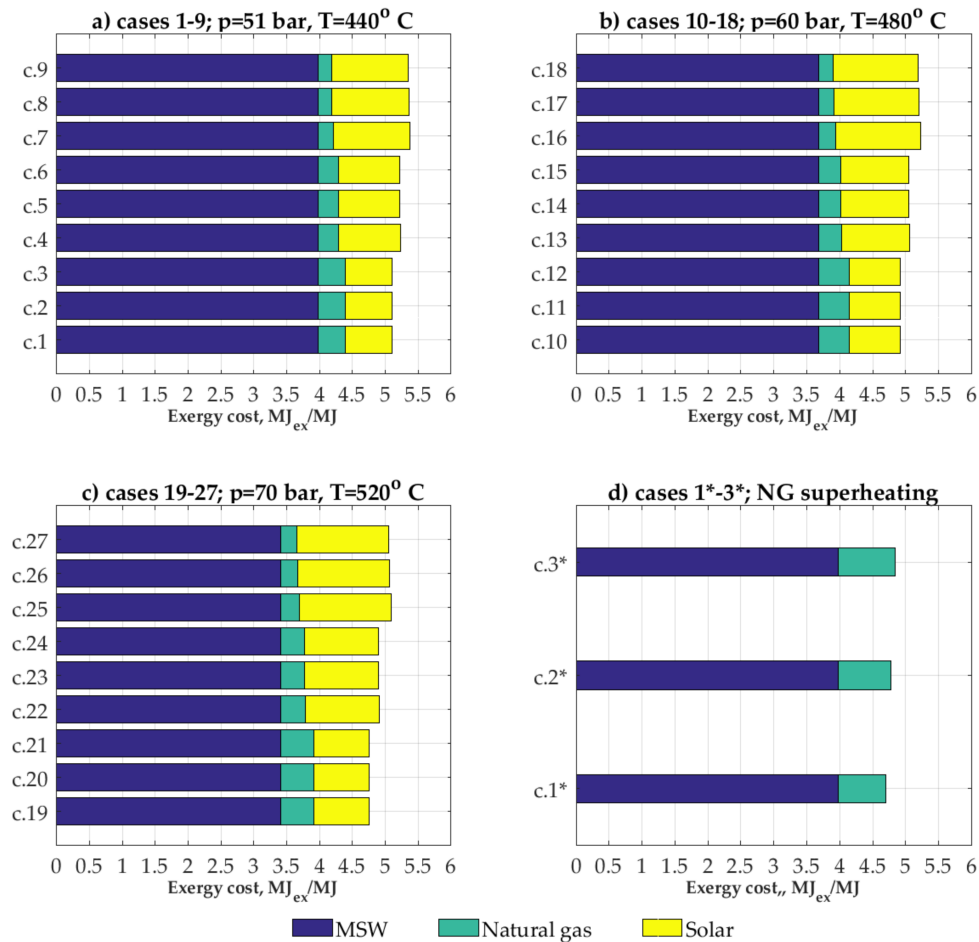 a) cases 1-9; p=51 bar, T=440° C
c.9
c.8
c.7
c.6
c.5
c.4
c.3
c.2
c.1
0 0.5 1 1.5 2 2.5 3 3.5 4 4.5 5 5.5 6
Exergy cost, MJex/MJ
b) cases 10-18; p=60 bar, T=480° C
c.18
c.17
c.16
c.15
c.14
c.13
c.12
c.11
c.10
0 0.5 1 1.5 2 2.5 3 3.5 4 4.5 5 5.5 6
Exergy cost, MJex/MJ
c) cases 19-27; p=70 bar, T=520° C
c.27
c.26
c.25
c.24
c.23
c.22
c.21
c.20
c.19
0 0.5 1 1.5 2 2.5 3 3.5 4 4.5 5 5.5 6
Exergy cost, MJex/MJ
d) cases 1*-3*; NG superheating
c.3*
c.2*
c.1*
0 0.5 1 1.5 2 2.5 3 3.5 4 4.5 5 5.5 6
Exergy cost,, MJex/MJ
MSW Natural gas Solar